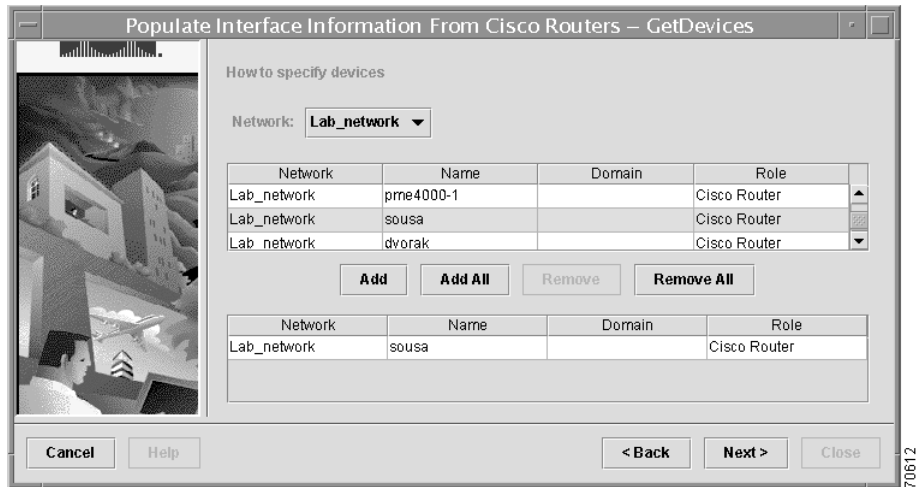 Populate Interface Information From Cisco Routers – GetDevices
How to specify devices
Network: Lab_network
Network Name Domain Role
Lab_network pme4000-1 Cisco Router
Lab_network sousa Cisco Router
Lab_network dvorak Cisco Router
Add Add All Remove Remove All
Network Name Domain Role
Lab_network sousa Cisco Router
Cancel Help < Back Next > Close
70612